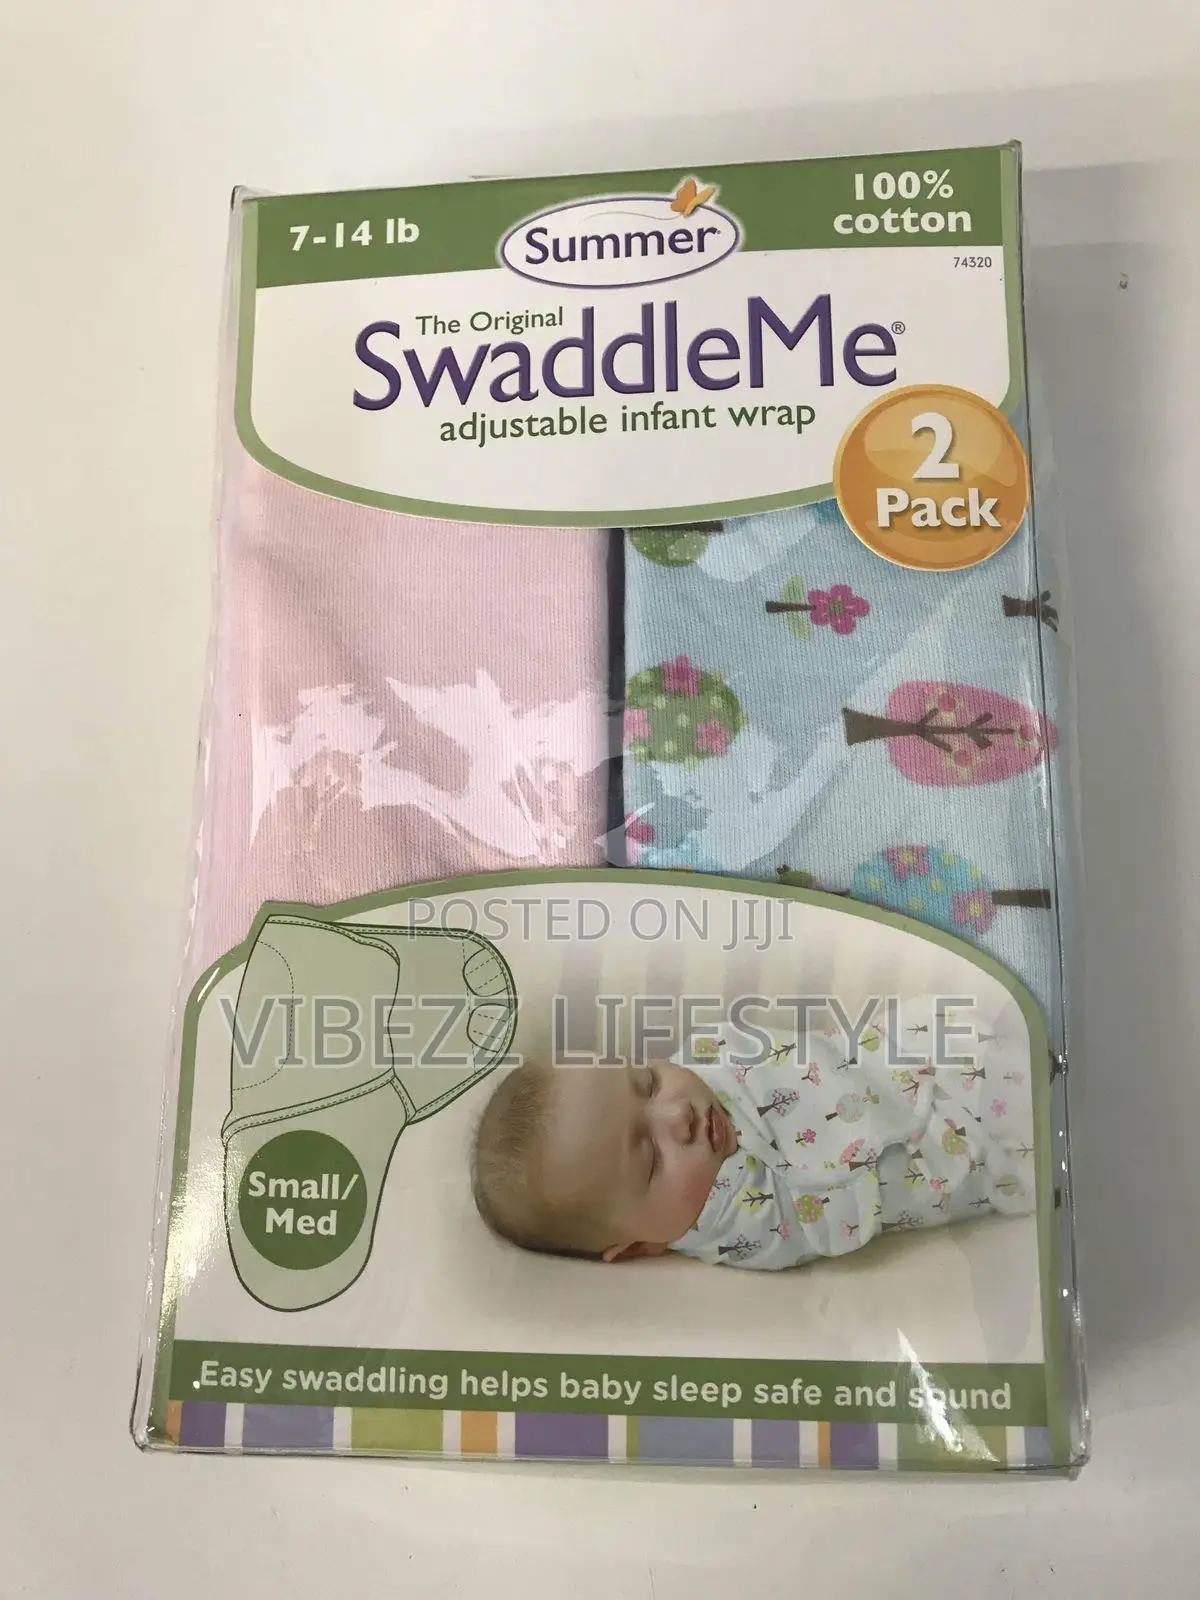 7-14 lb
Summer
100%
cotton
74320
The Original
SwaddleMe®
adjustable infant wrap
2
Pack
POSTED ON JIJI
VIBEZZ LIFESTYLE
Small/
Med
Easy swaddling helps baby sleep safe and sound